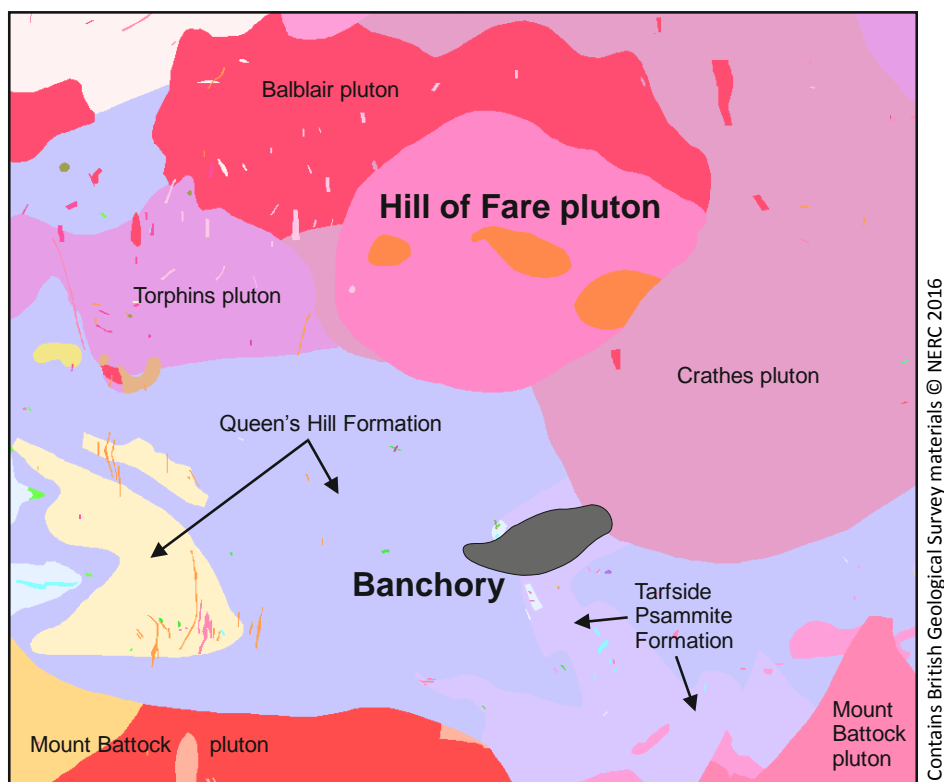 Balblair pluton
Hill of Fare pluton
Torphins pluton
Crathes pluton
Queen's Hill Formation
Banchory
Tarfside
Psammite
Formation
Mount Battock pluton
Mount
Battock
pluton
Contains British Geological Survey materials © NERC 2016